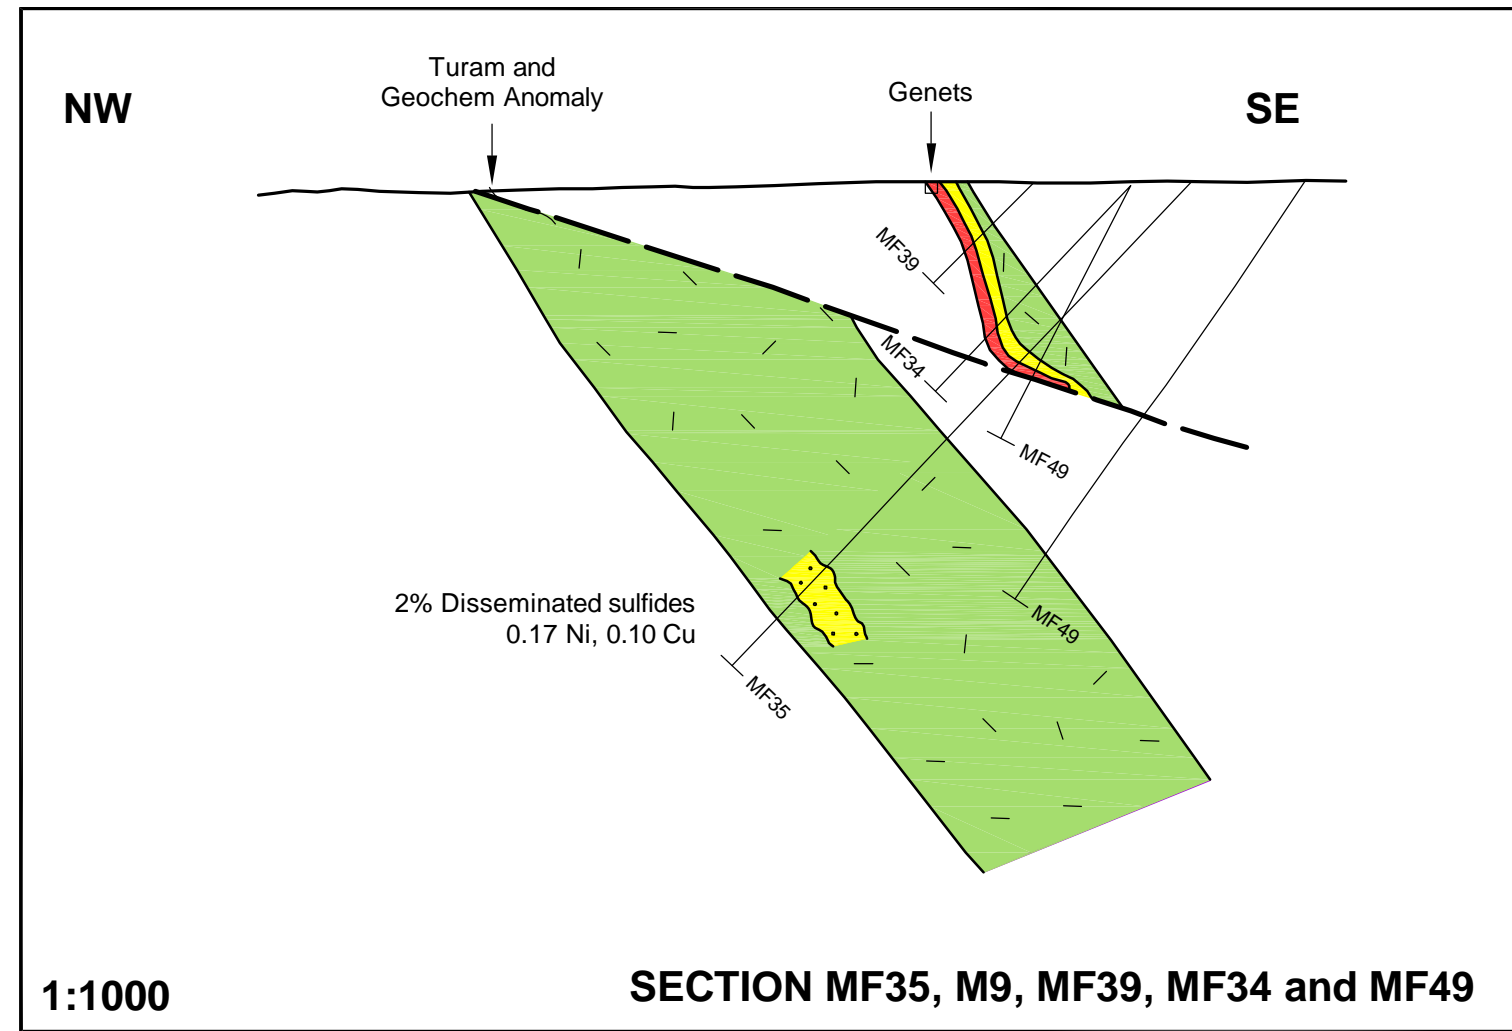 Turam and
Geochem Anomaly
Genets
NW
SE
MF39
MF34
MF49
2% Disseminated sulfides
0.17 Ni, 0.10 Cu
MF49
MF35
1:1000
SECTION MF35, M9, MF39, MF34 and MF49